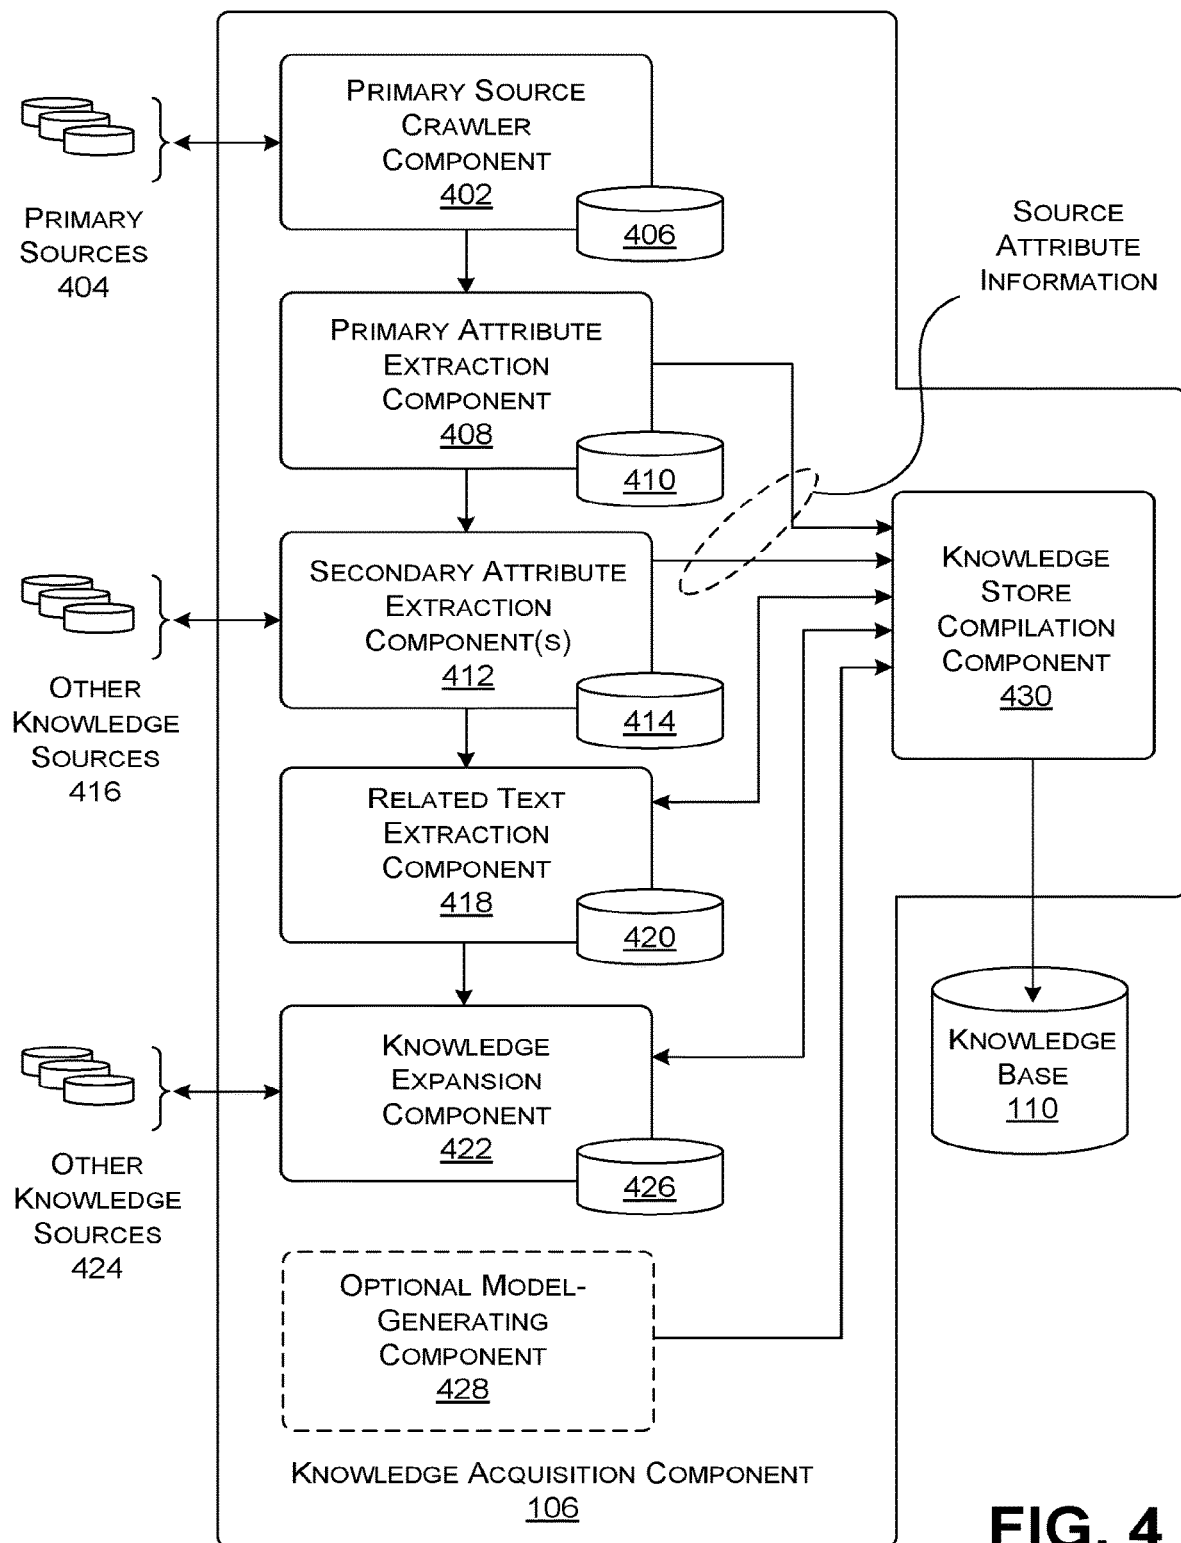 PRIMARY SOURCE
CRAWLER
COMPONENT
402
406
PRIMARY
SOURCES
404
SOURCE
ATTRIBUTE
INFORMATION
PRIMARY ATTRIBUTE
EXTRACTION
COMPONENT
408
410
SECONDARY ATTRIBUTE
EXTRACTION
COMPONENT(S)
412
414
OTHER
KNOWLEDGE
SOURCES
416
KNOWLEDGE
STORE
COMPILATION
COMPONENT
430
RELATED TEXT
EXTRACTION
COMPONENT
418
420
KNOWLEDGE
EXPANSION
COMPONENT
422
426
KNOWLEDGE
BASE
110
OTHER
KNOWLEDGE
SOURCES
424
OPTIONAL MODEL-
GENERATING
COMPONENT
428
KNOWLEDGE ACQUISITION COMPONENT
106
FIG. 4